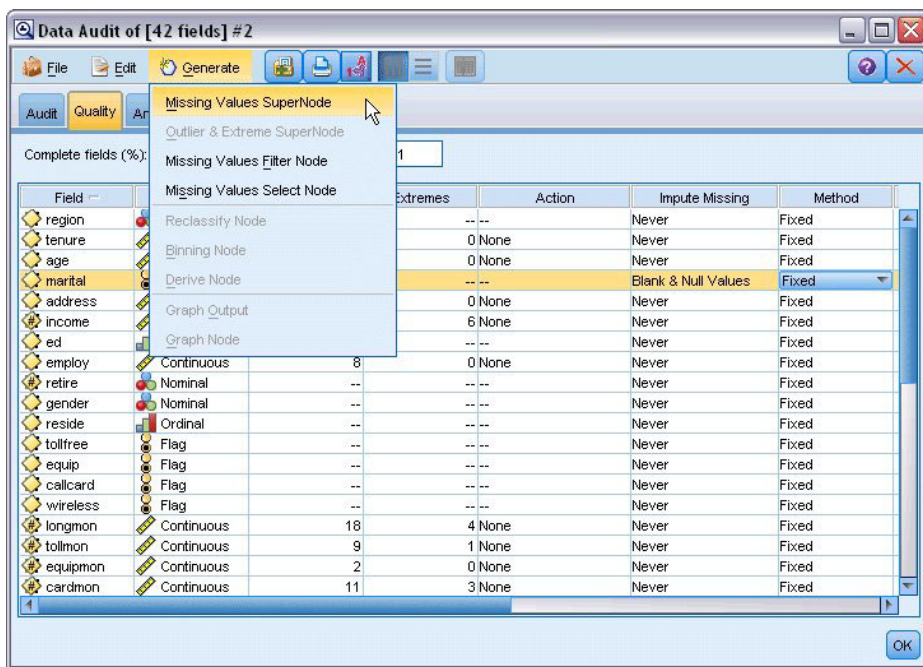 Data Audit of [42 fields] #2
File Edit Generate
Audit Quality An
Missing Values SuperNode
Outlier & Extreme SuperNode
Missing Values Filter Node
Missing Values Select Node
Reclassify Node
Binning Node
Derive Node
Graph Output
Graph Node
Complete fields (%): 1
Field Extremes Action Impute Missing Method
region -- -- Never Fixed
tenure 0 None Never Fixed
age 0 None Never Fixed
marital -- -- Blank & Null Values Fixed
address 0 None Never Fixed
income 6 None Never Fixed
ed -- -- Never Fixed
employ Continuous 8 0 None Never Fixed
retire Nominal -- -- -- Never Fixed
gender Nominal -- -- -- Never Fixed
reside Ordinal -- -- -- Never Fixed
tollfree Flag -- -- -- Never Fixed
equip Flag -- -- -- Never Fixed
callcard Flag -- -- -- Never Fixed
wireless Flag -- -- -- Never Fixed
longmon Continuous 18 4 None Never Fixed
tollmon Continuous 9 1 None Never Fixed
equipmon Continuous 2 0 None Never Fixed
cardmon Continuous 11 3 None Never Fixed
OK